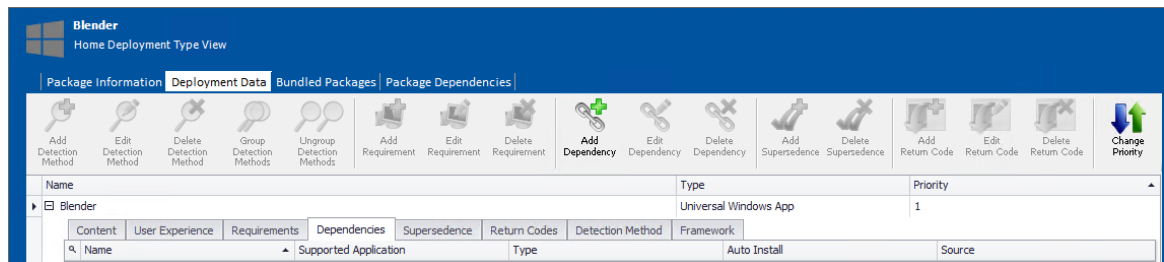 Blender
Home Deployment Type View
Package Information Deployment Data Bundled Packages Package Dependencies
Add Detection Method
Edit Detection Method
Delete Detection Method
Group Detection Methods
Ungroup Detection Methods
Add Requirement
Edit Requirement
Delete Requirement
Add Dependency
Edit Dependency
Delete Dependency
Add Supersedence
Delete Supersedence
Add Return Code
Edit Return Code
Delete Return Code
Change Priority
Name Type Priority
Blender Universal Windows App 1
Content User Experience Requirements Dependencies Supersedence Return Codes Detection Method Framework
Name Supported Application Type Auto Install Source